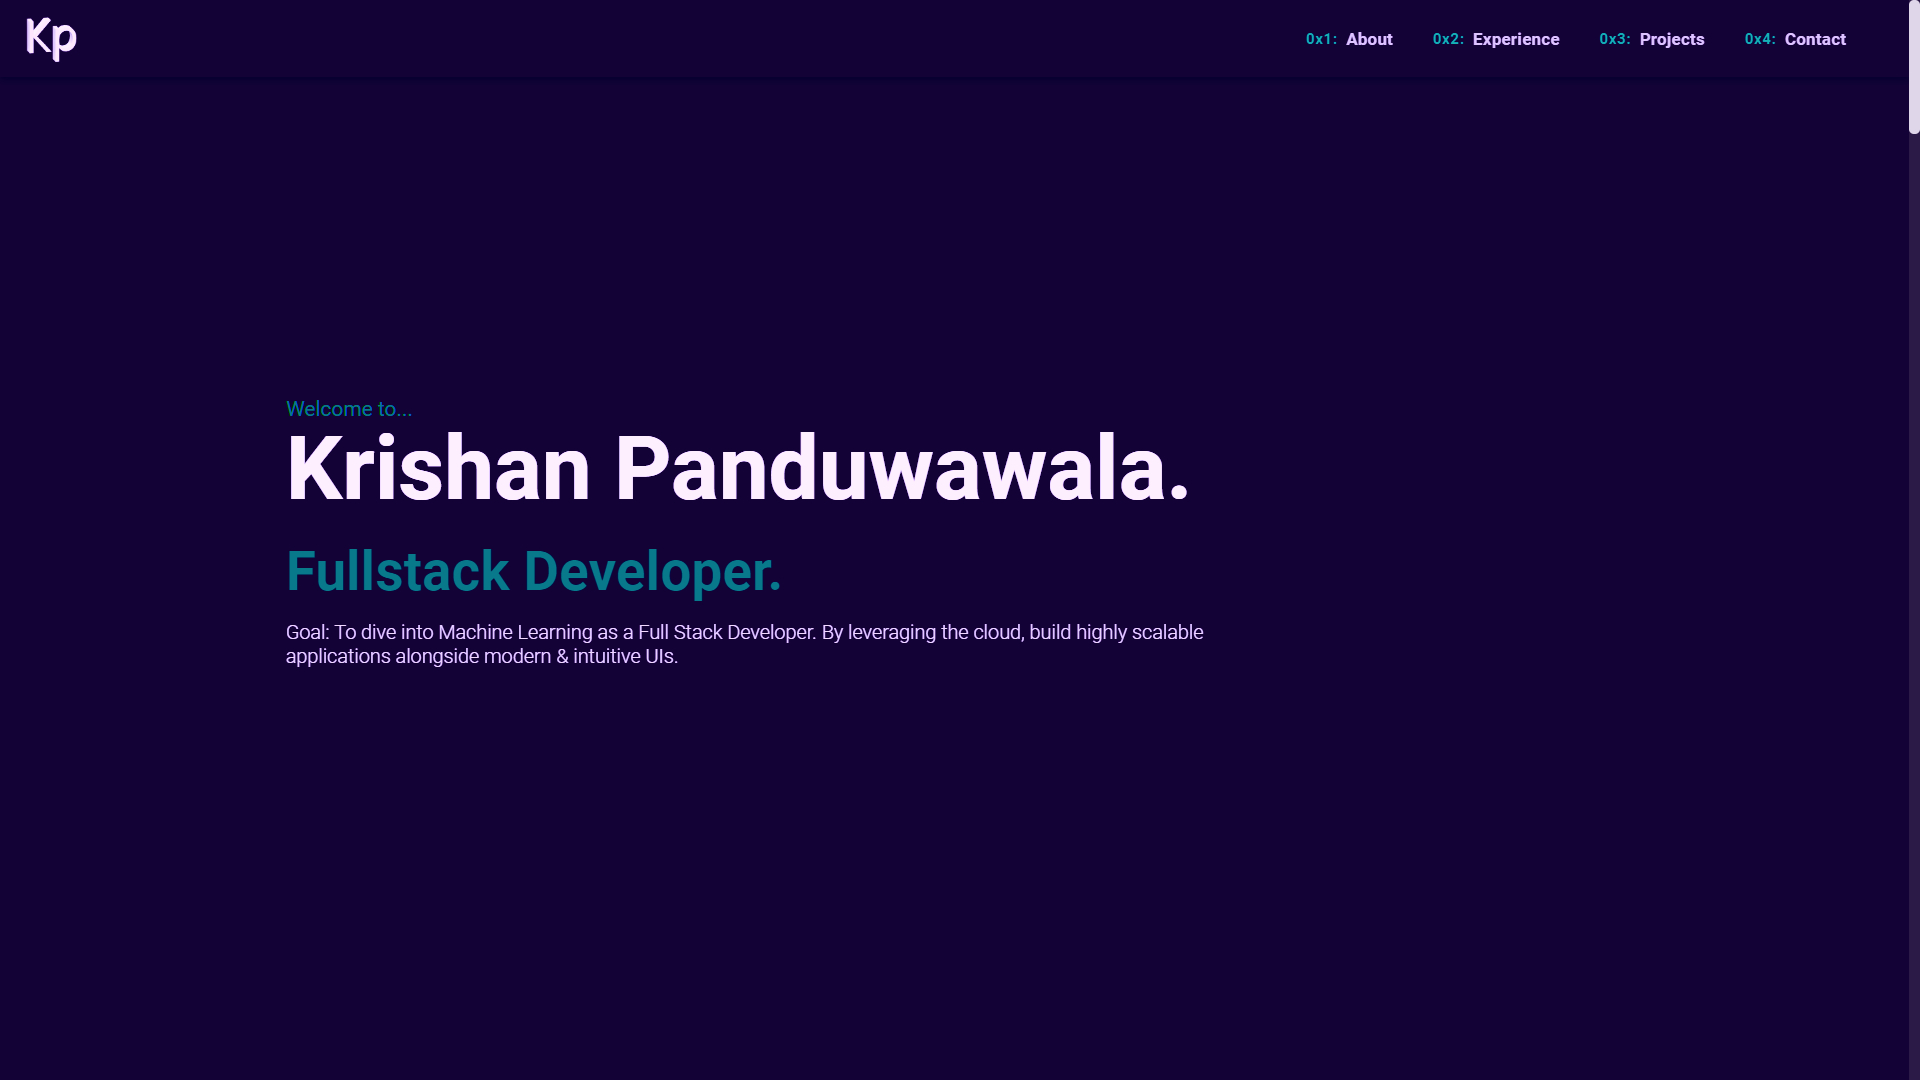 Kp
0x1: About 0x2: Experience 0x3: Projects 0x4: Contact
Welcome to...
Krishan Panduwawala.
Fullstack Developer.
Goal: To dive into Machine Learning as a Full Stack Developer. By leveraging the cloud, build highly scalable
applications alongside modern & intuitive UIs.